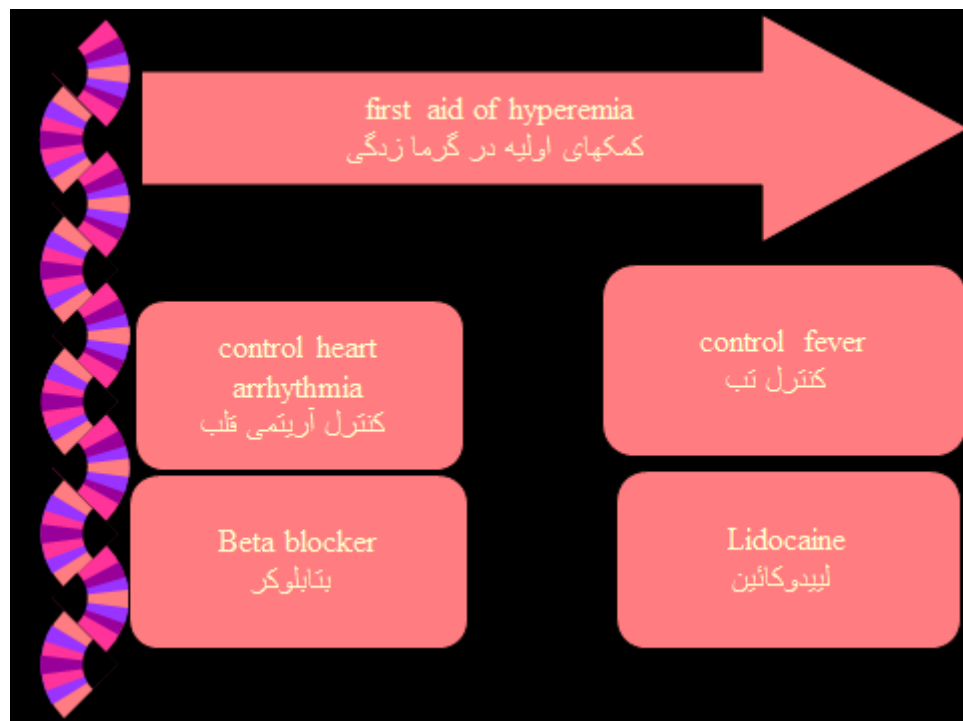 first aid of hyperemia
کمکهای اولیه در گرما زدگی
control heart
arrhythmia
کنترل آریتمی قلب
control fever
کنترل تب
Beta blocker
بتابلوکر
Lidocaine
لییدوکائین